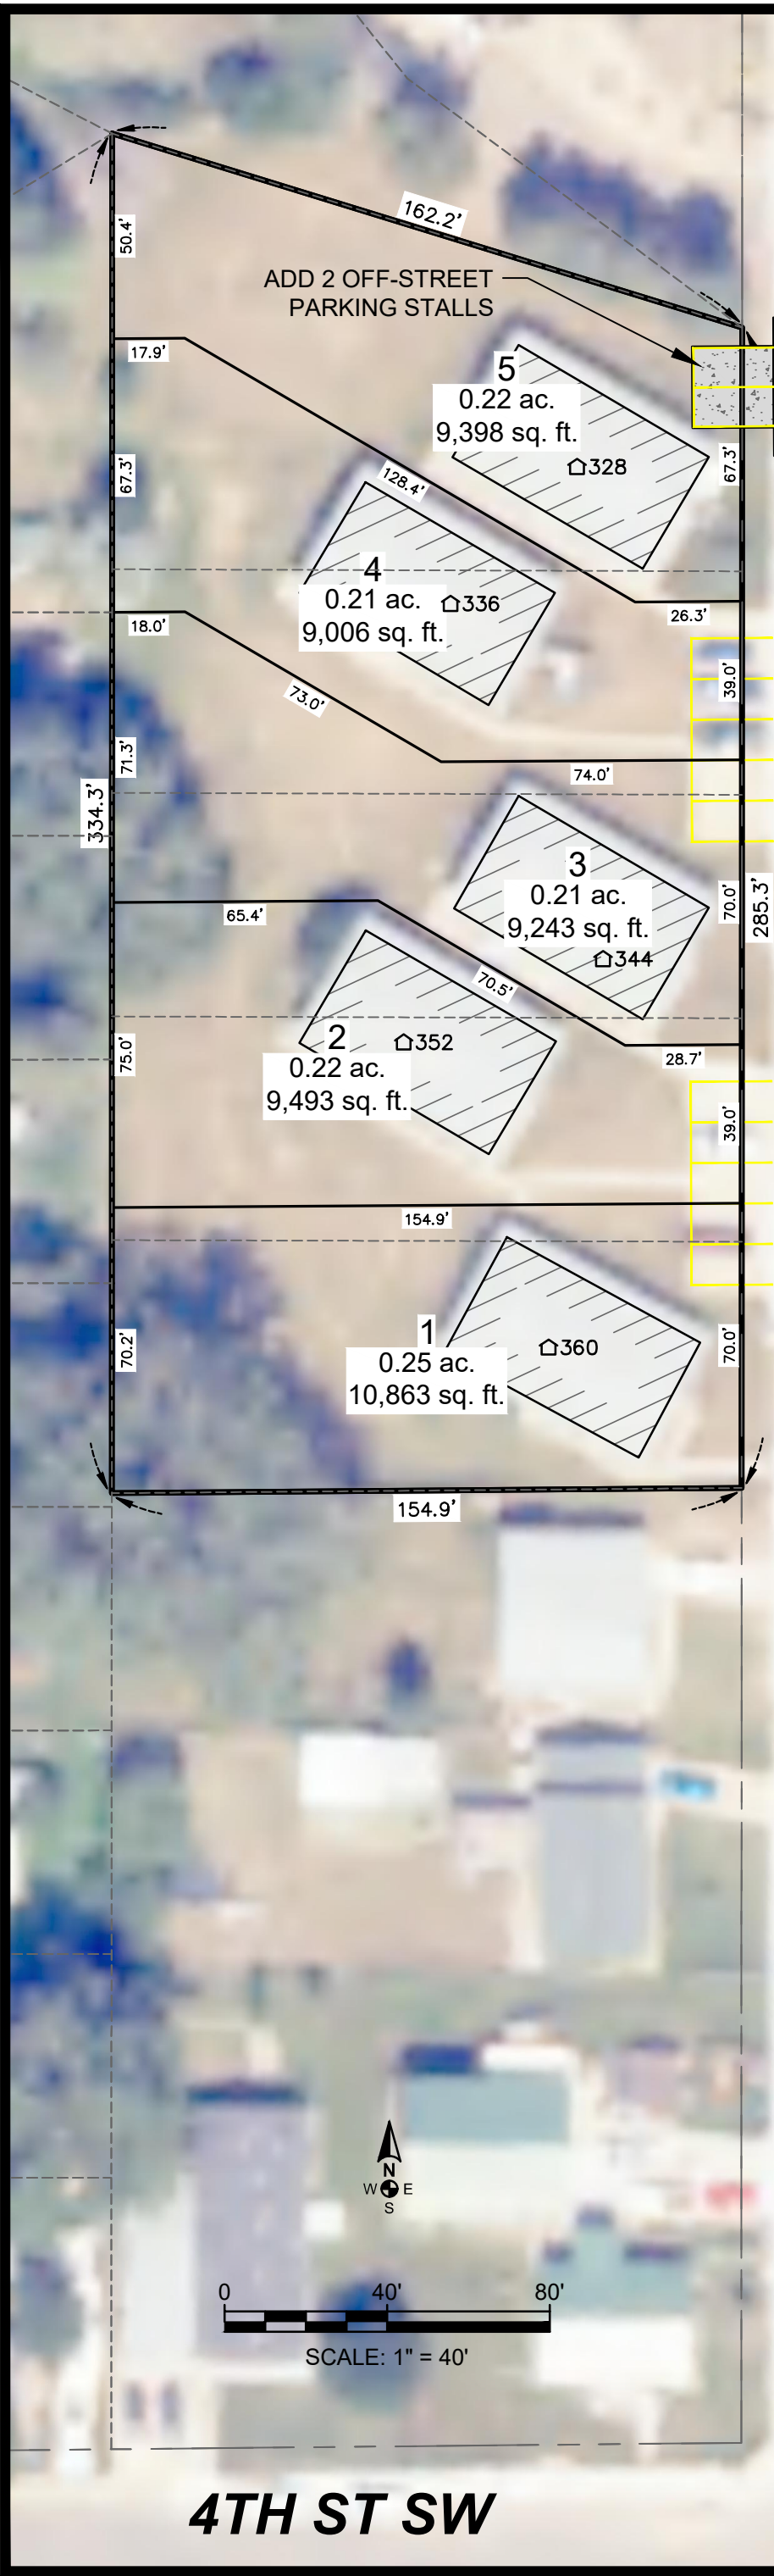 162.2'
50.4'
ADD 2 OFF-STREET
PARKING STALLS
17.9'
5
0.22 ac.
9,398 sq. ft.
328
67.3'
67.3'
128.4'
4
0.21 ac.
336
9,006 sq. ft.
26.3'
18.0'
73.0'
39.0'
71.3'
74.0'
334.3'
3
0.21 ac.
9,243 sq. ft.
344
70.0'
285.3'
65.4'
70.5'
2
352
0.22 ac.
9,493 sq. ft.
28.7'
75.0'
39.0'
154.9'
1
360
0.25 ac.
10,863 sq. ft.
70.2'
70.0'
154.9'
N
W E
S
0 40' 80'
SCALE: 1" = 40'
4TH ST SW